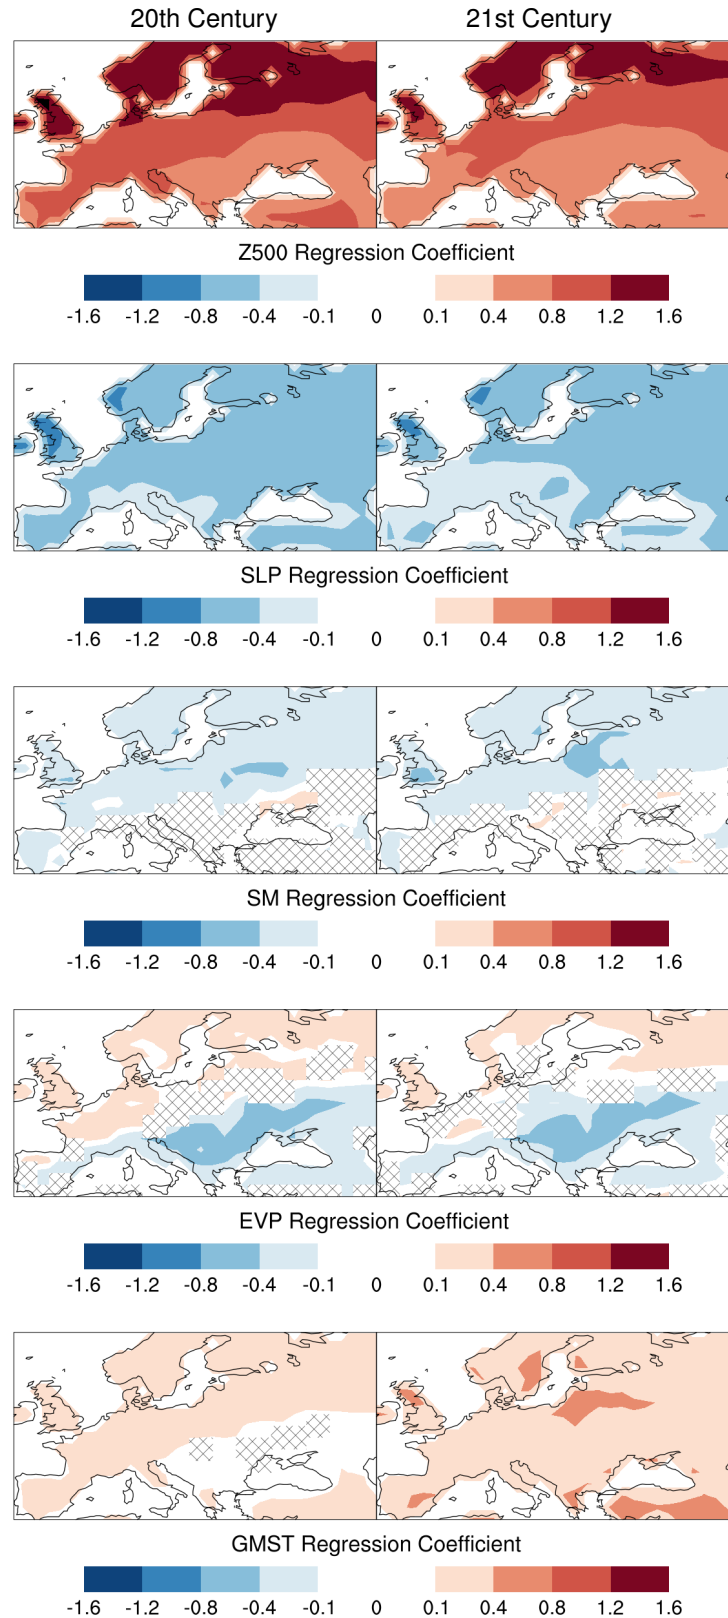 20th Century 21st Century
Z500 Regression Coefficient
-1.6 -1.2 -0.8 -0.4 -0.1 0 0.1 0.4 0.8 1.2 1.6
SLP Regression Coefficient
-1.6 -1.2 -0.8 -0.4 -0.1 0 0.1 0.4 0.8 1.2 1.6
SM Regression Coefficient
-1.6 -1.2 -0.8 -0.4 -0.1 0 0.1 0.4 0.8 1.2 1.6
EVP Regression Coefficient
-1.6 -1.2 -0.8 -0.4 -0.1 0 0.1 0.4 0.8 1.2 1.6
GMST Regression Coefficient
-1.6 -1.2 -0.8 -0.4 -0.1 0 0.1 0.4 0.8 1.2 1.6